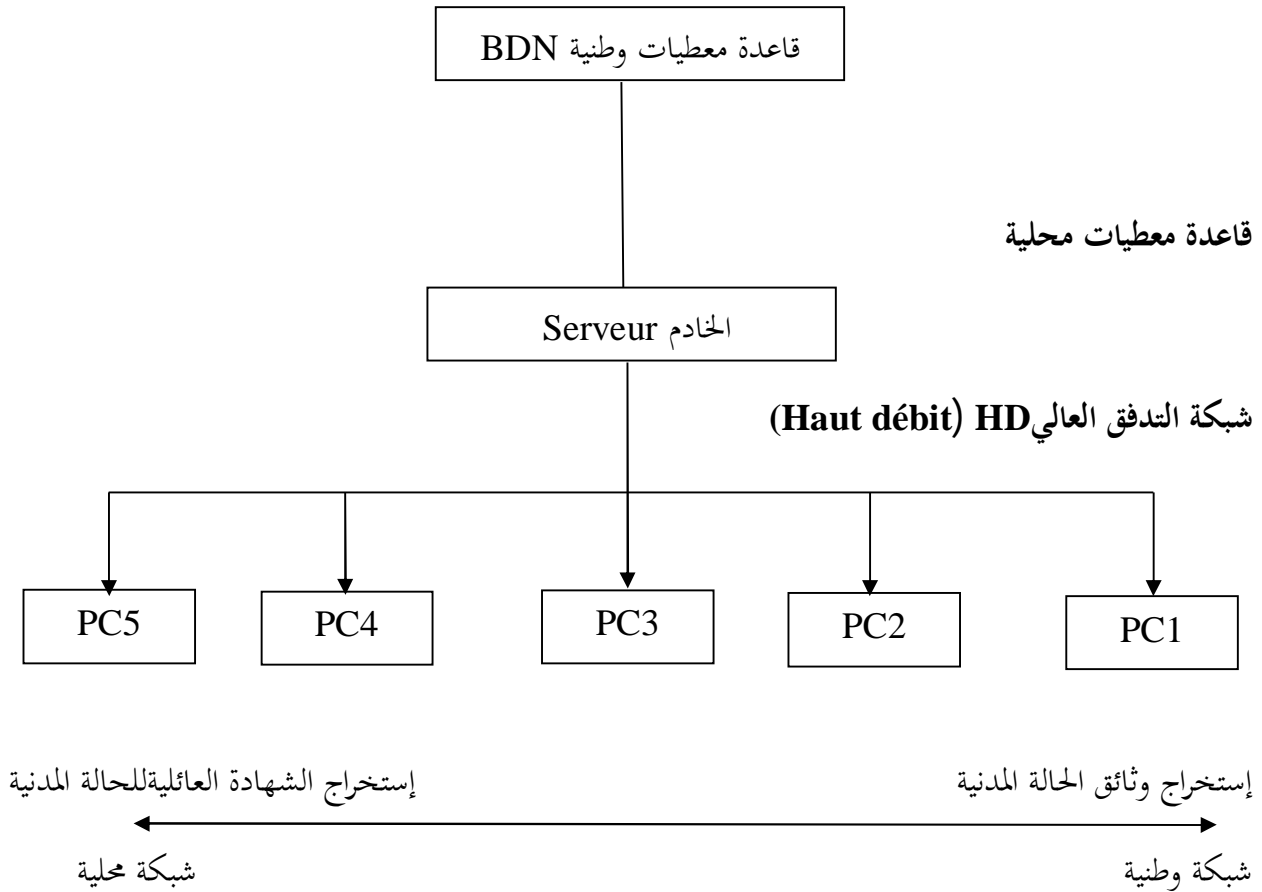 قاعدة معطيات وطنية BDN
قاعدة معطيات محلية
الخادم Serveur
شبكة التدفق العاليHD (Haut débit)
PC1
PC2
PC3
PC4
PC5
إستخراج وثائق الحالة المدنية
إستخراج الشهادة العائليةللحالة المدنية
شبكة وطنية
شبكة محلية